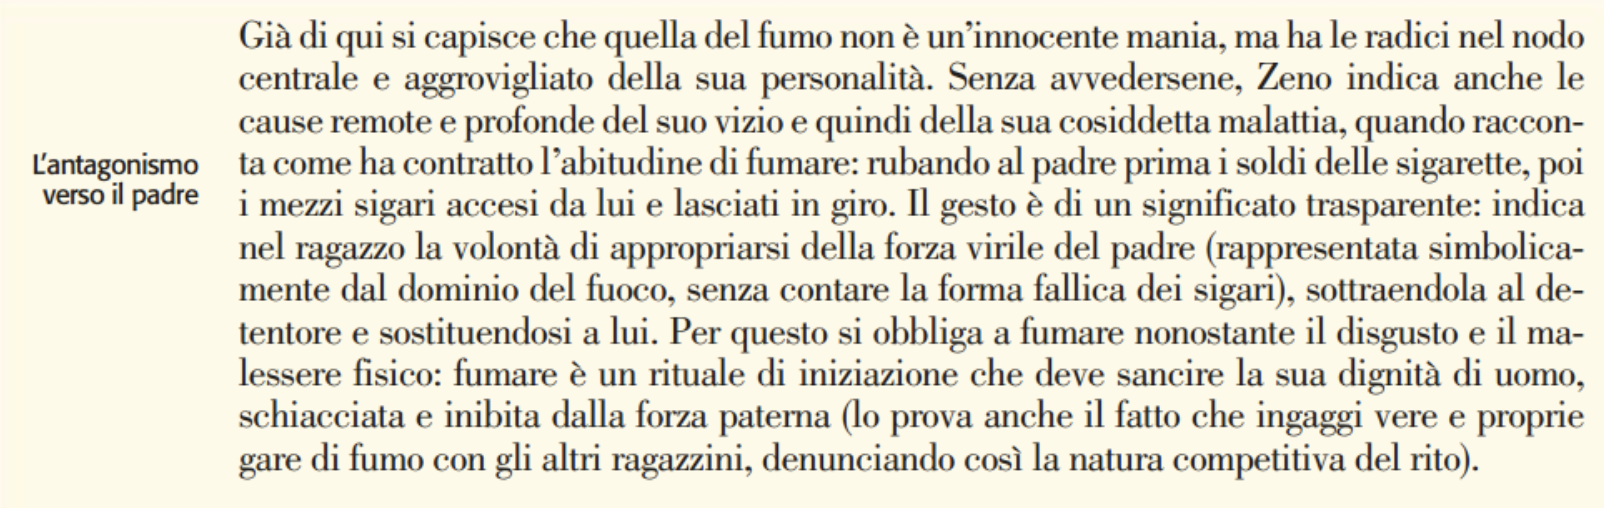 L'antagonismo
verso il padre
Già di qui si capisce che quella del fumo non è un'innocente mania, ma ha le radici nel nodo
centrale e aggrovigliato della sua personalità. Senza avvedersene, Zeno indica anche le
cause remote e profonde del suo vizio e quindi della sua cosiddetta malattia, quando raccon-
ta come ha contratto l'abitudine di fumare: rubando al padre prima i soldi delle sigarette, poi
i mezzi sigari accesi da lui e lasciati in giro. Il gesto è di un significato trasparente: indica
nel ragazzo la volontà di appropriarsi della forza virile del padre (rappresentata simbolica-
mente dal dominio del fuoco, senza contare la forma fallica dei sigari), sottraendola al de-
tentore e sostituendosi a lui. Per questo si obbliga a fumare nonostante il disgusto e il ma-
lessere fisico: fumare è un rituale di iniziazione che deve sancire la sua dignità di uomo,
schiacciata e inibita dalla forza paterna (lo prova anche il fatto che ingaggi vere e proprie
gare di fumo con gli altri ragazzini, denunciando così la natura competitiva del rito).